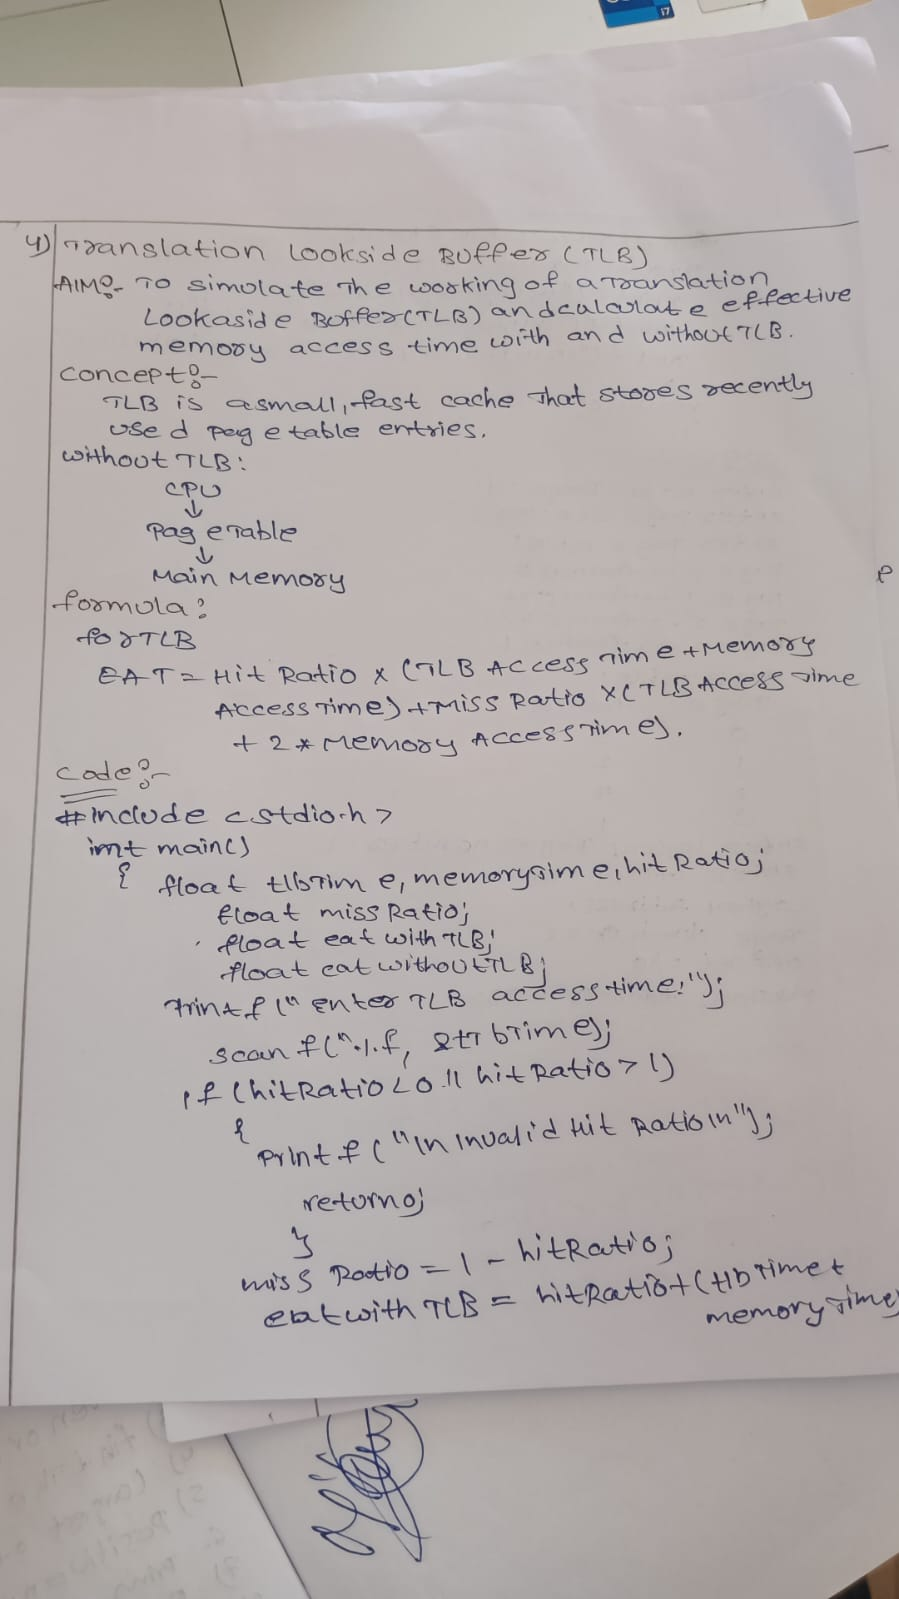 4) Translation Lookside Buffer (TLB)
AIM:- To simulate the working of a Translation
Lookaside Buffer(TLB) and calculate effective
memory access time with and without TLB.
Concept:-
TLB is a small, fast cache that stores recently
used page table entries.
without TLB:
CPU
↓
Page Table
↓
Main Memory
formula:
for TLB
EAT = Hit Ratio x (TLB Access Time + Memory
Access Time) + Miss Ratio x (TLB Access Time
+ 2 * Memory Access Time).
Code:-
#include <stdio.h>
int main()
{ float tlbTime, memoryTime, hitRatio;
float missRatio;
float eat with TLB;
float eat without TLB;
Printf (" enter TLB access time:");
scanf("%f, &tlbTime);
if (hitRatio < 0 || hitRatio > 1)
{
Printf ("\n Invalid Hit Ratio\n");
return 0;
}
miss Ratio = 1 - hitRatio;
eat with TLB = hitRatio + (tlbTime +
memoryTime)
i7